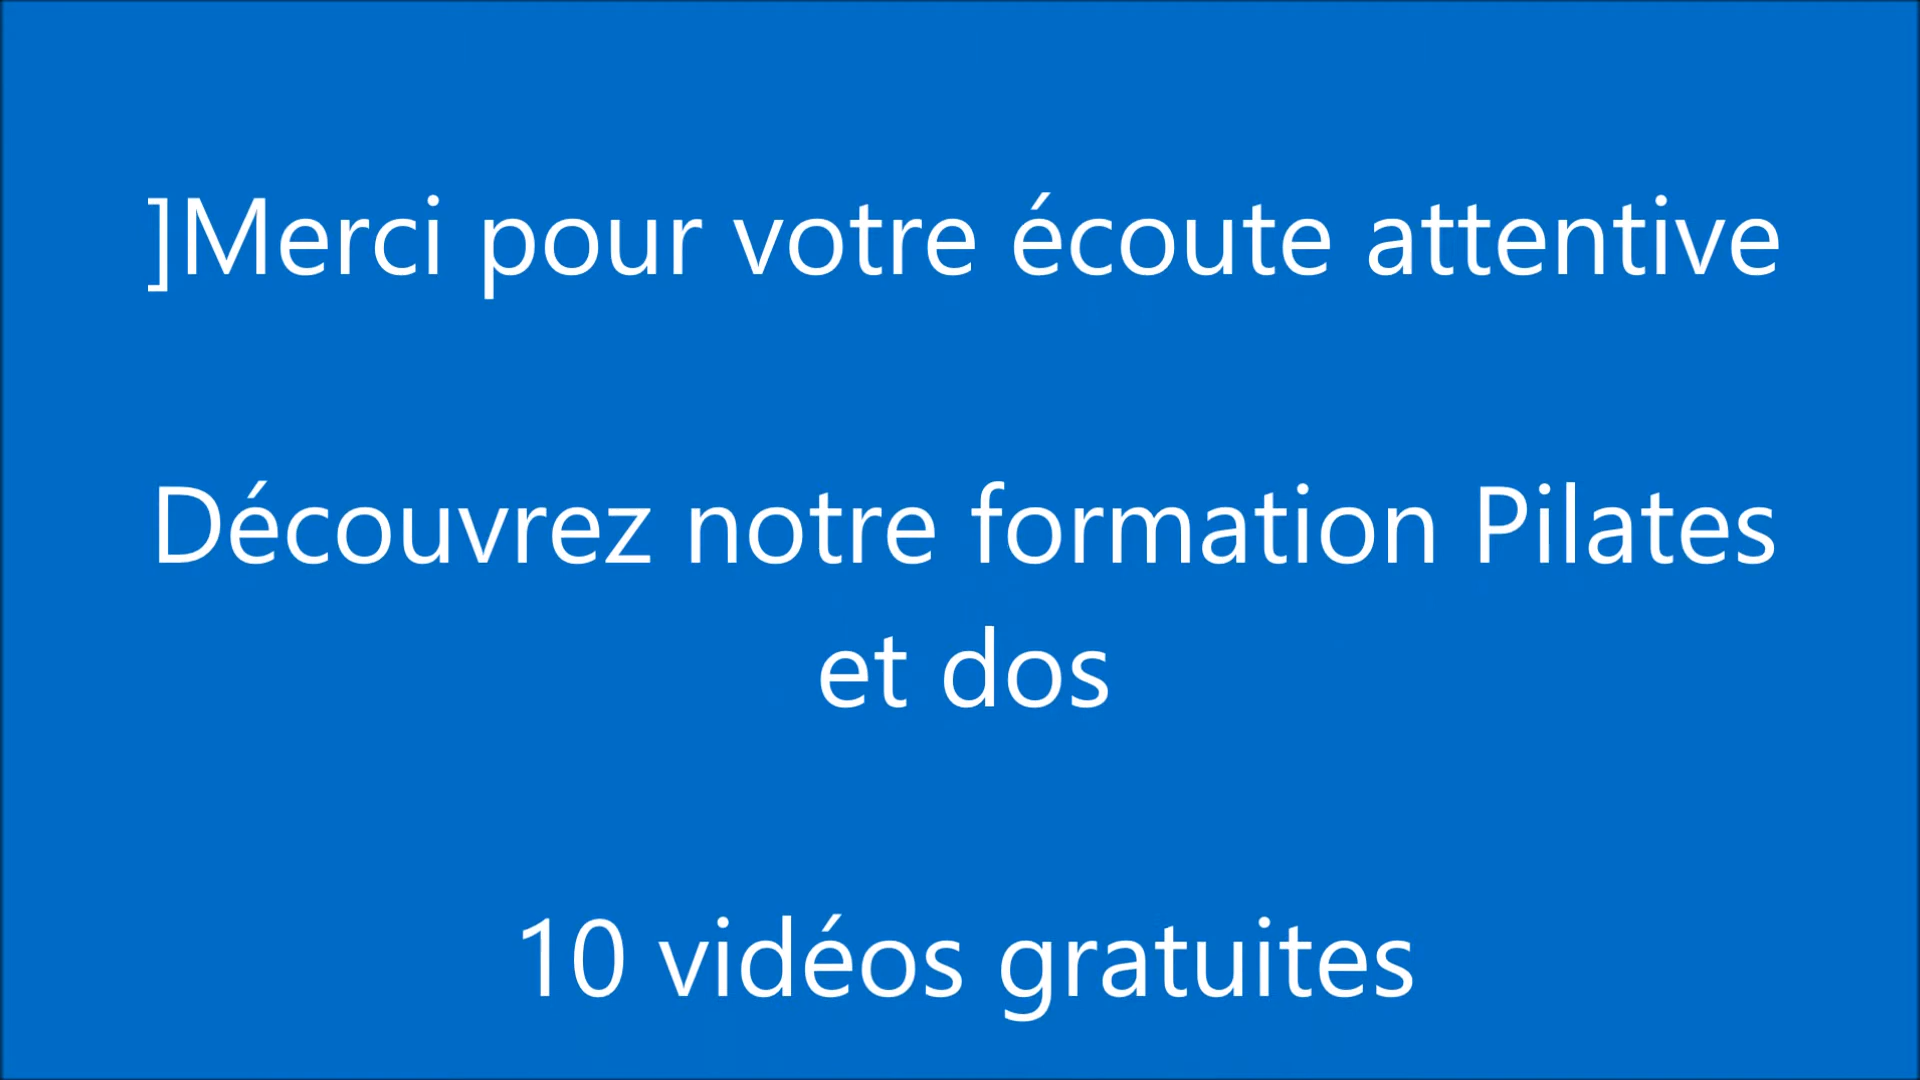 ]Merci pour votre écoute attentive
Découvrez notre formation Pilates
et dos
10 vidéos gratuites